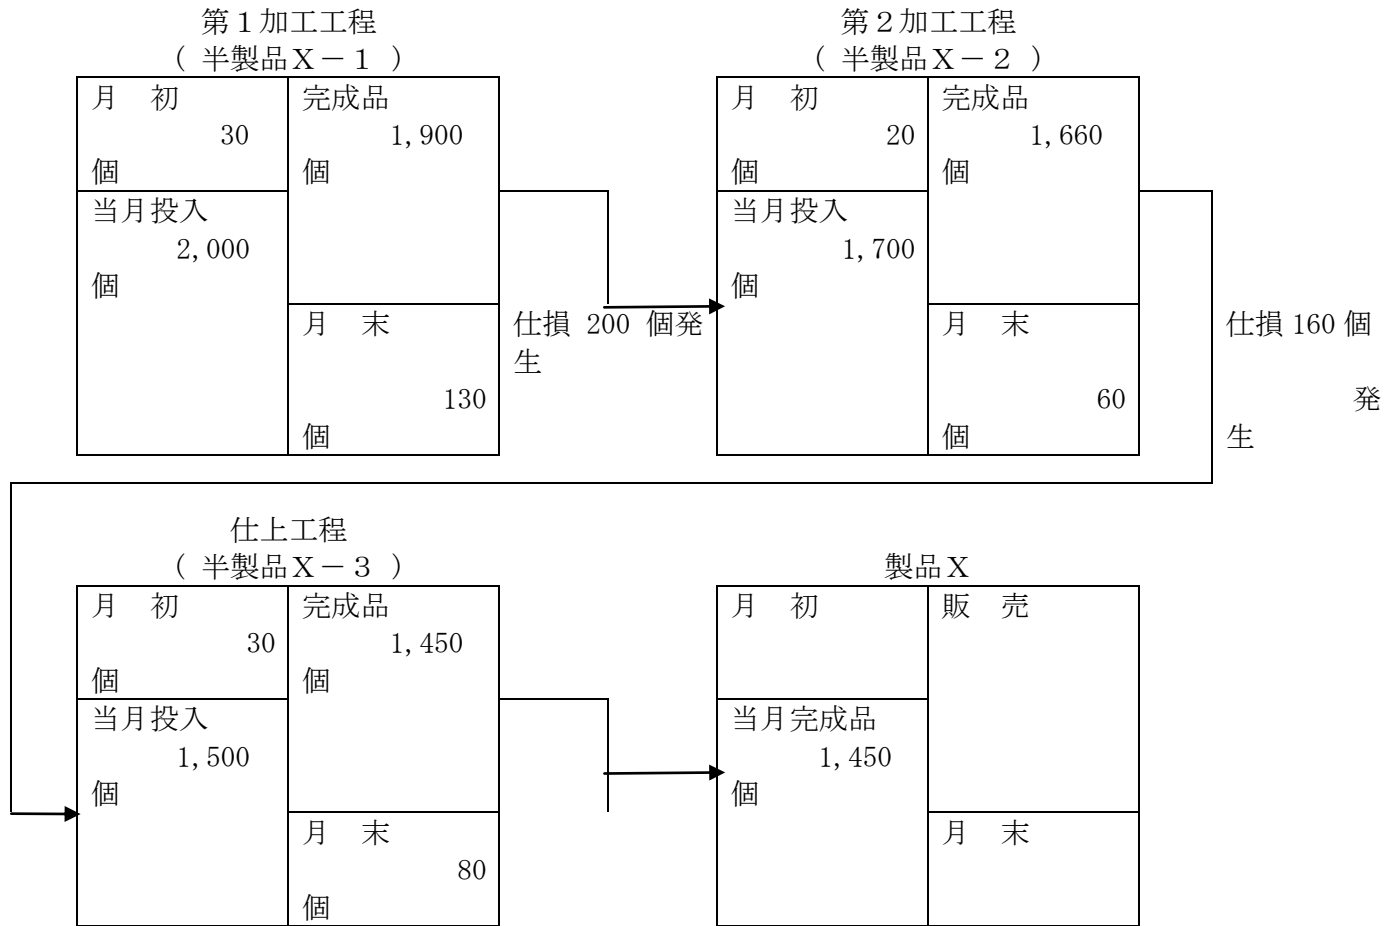 第１加工工程
（ 半製品Ｘ－１ ）
月　初
30
個
完成品
1,900
個
当月投入
2,000
個
月　末
130
個
仕損 200 個発
生
第２加工工程
（ 半製品Ｘ－２ ）
月　初
20
個
完成品
1,660
個
当月投入
1,700
個
月　末
60
個
仕損 160 個
発
生
仕上工程
（ 半製品Ｘ－３ ）
月　初
30
個
完成品
1,450
個
当月投入
1,500
個
月　末
80
個
製品Ｘ
月　初
販　売
当月完成品
1,450
個
月　末